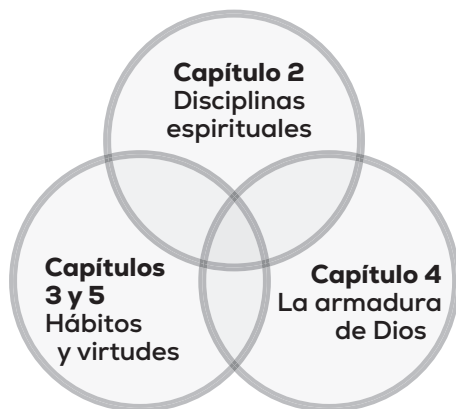 Capítulo 2
Disciplinas
espirituales
Capítulos
3 y 5
Hábitos
y virtudes
Capítulo 4
La armadura
de Dios